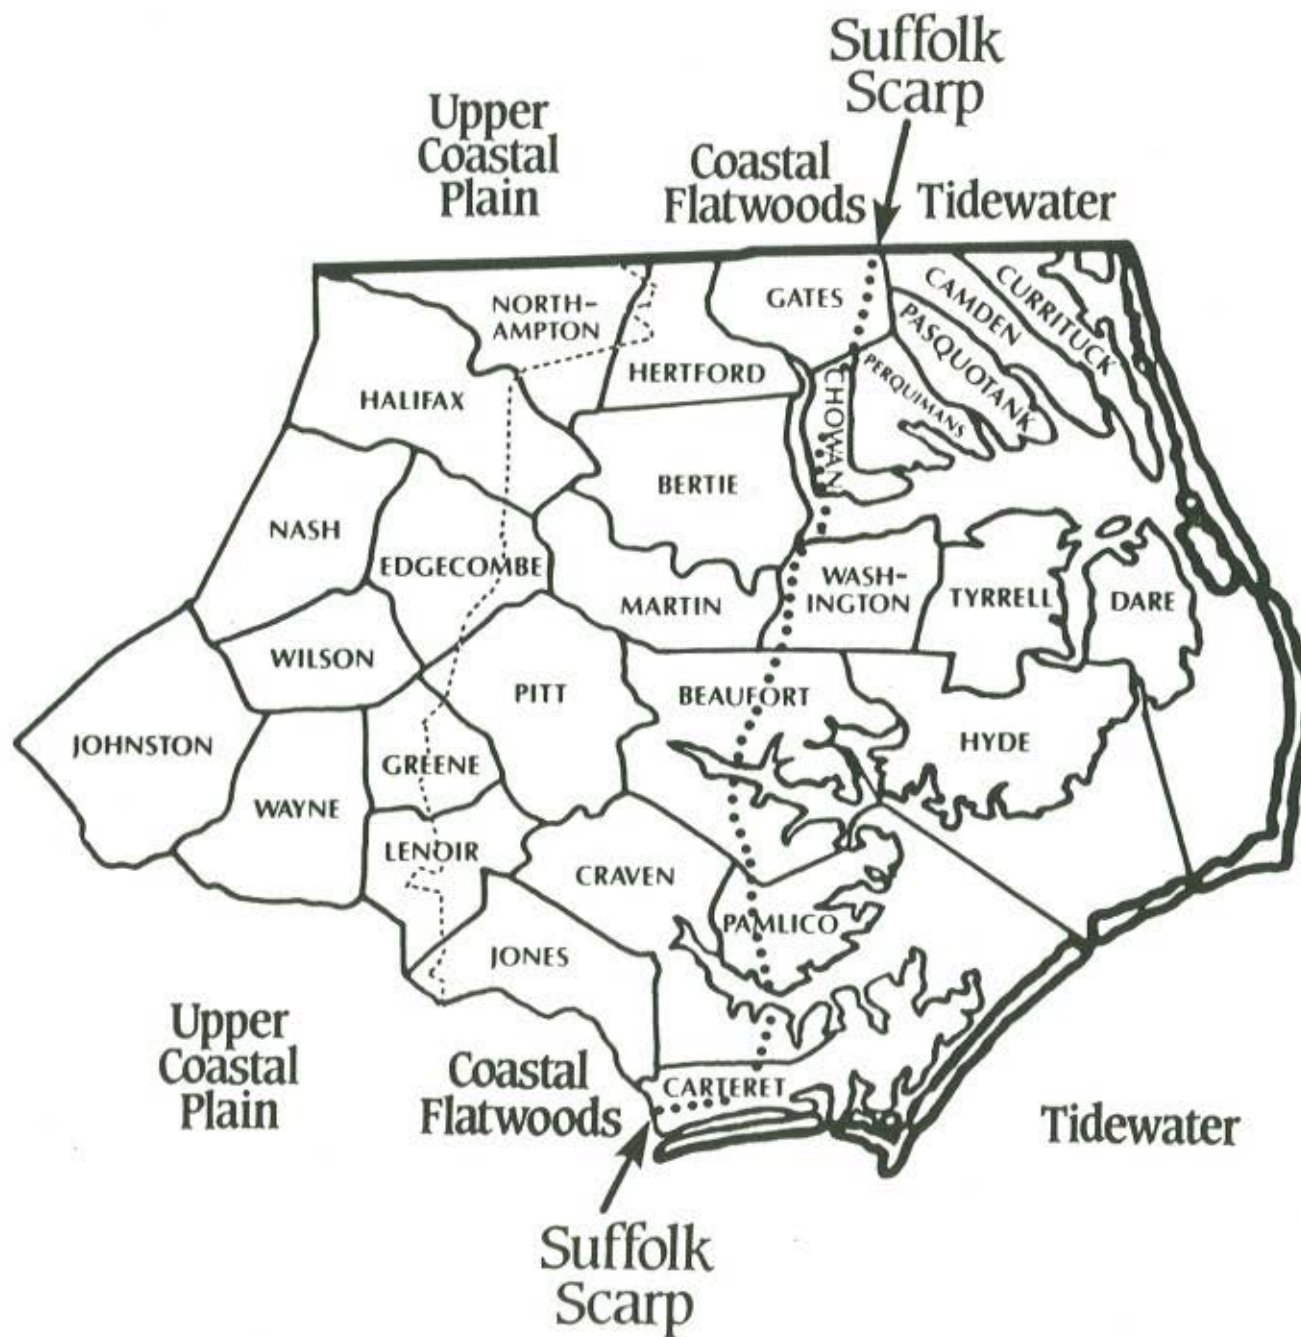 Suffolk
Scarp
Upper
Coastal
Plain
Coastal
Flatwoods
Tidewater
NORTH-
AMPTON
GATES
CAMDEN
CURRITUCK
PASQUOTANK
PERQUIMANS
CHOWAN
HERTFORD
HALIFAX
BERTIE
NASH
EDGECOMBE
MARTIN
WASH-
INGTON
TYRRELL
DARE
WILSON
PITT
BEAUFORT
JOHNSTON
GREENE
HYDE
WAYNE
LENOIR
CRAVEN
PAMLICO
JONES
CARTERET
Upper
Coastal
Plain
Coastal
Flatwoods
Tidewater
Suffolk
Scarp